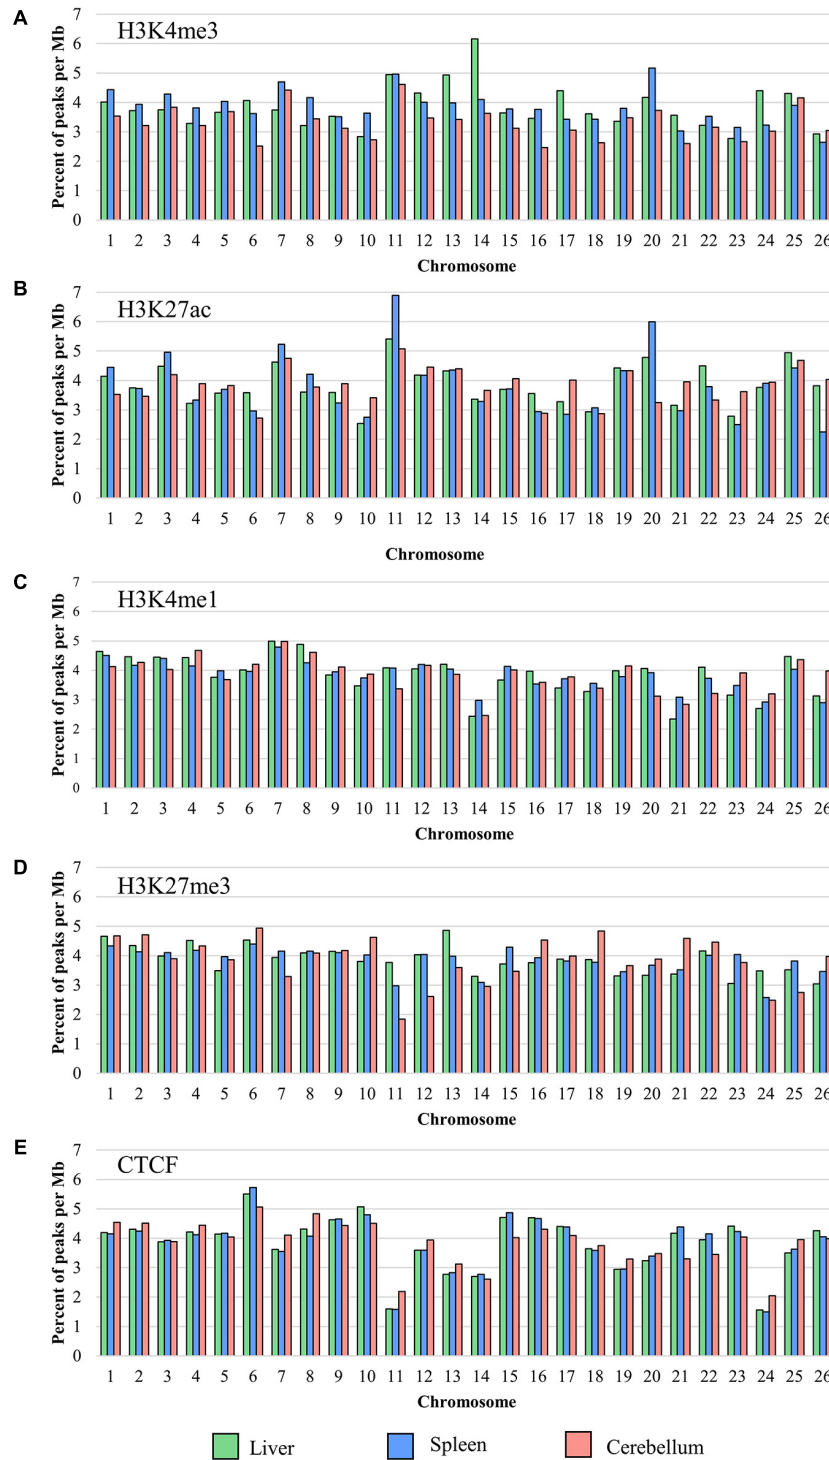 A
H3K4me3
Percent of peaks per Mb
7
6
5
4
3
2
1
0
1 2 3 4 5 6 7 8 9 10 11 12 13 14 15 16 17 18 19 20 21 22 23 24 25 26
Chromosome
B
H3K27ac
Percent of peaks per Mb
7
6
5
4
3
2
1
0
1 2 3 4 5 6 7 8 9 10 11 12 13 14 15 16 17 18 19 20 21 22 23 24 25 26
Chromosome
C
H3K4me1
Percent of peaks per Mb
7
6
5
4
3
2
1
0
1 2 3 4 5 6 7 8 9 10 11 12 13 14 15 16 17 18 19 20 21 22 23 24 25 26
Chromosome
D
H3K27me3
Percent of peaks per Mb
7
6
5
4
3
2
1
0
1 2 3 4 5 6 7 8 9 10 11 12 13 14 15 16 17 18 19 20 21 22 23 24 25 26
Chromosome
E
CTCF
Percent of peaks per Mb
7
6
5
4
3
2
1
0
1 2 3 4 5 6 7 8 9 10 11 12 13 14 15 16 17 18 19 20 21 22 23 24 25 26
Chromosome
Liver Spleen Cerebellum